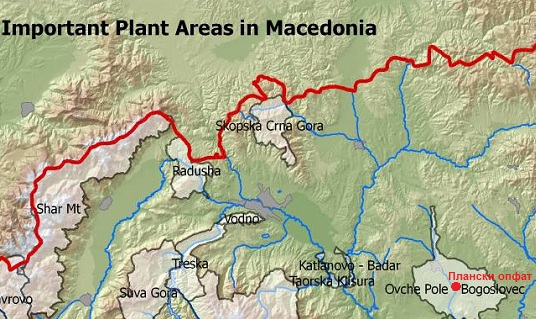 Important Plant Areas in Macedonia
Skopska Crna Gora
Radusha
Shar Mt
vodno
Treska
Katlanovo - Badar
Taorska Klisura
Плански опфат
Ovche Pole Bogoslovec
Suva Gora
vrovo